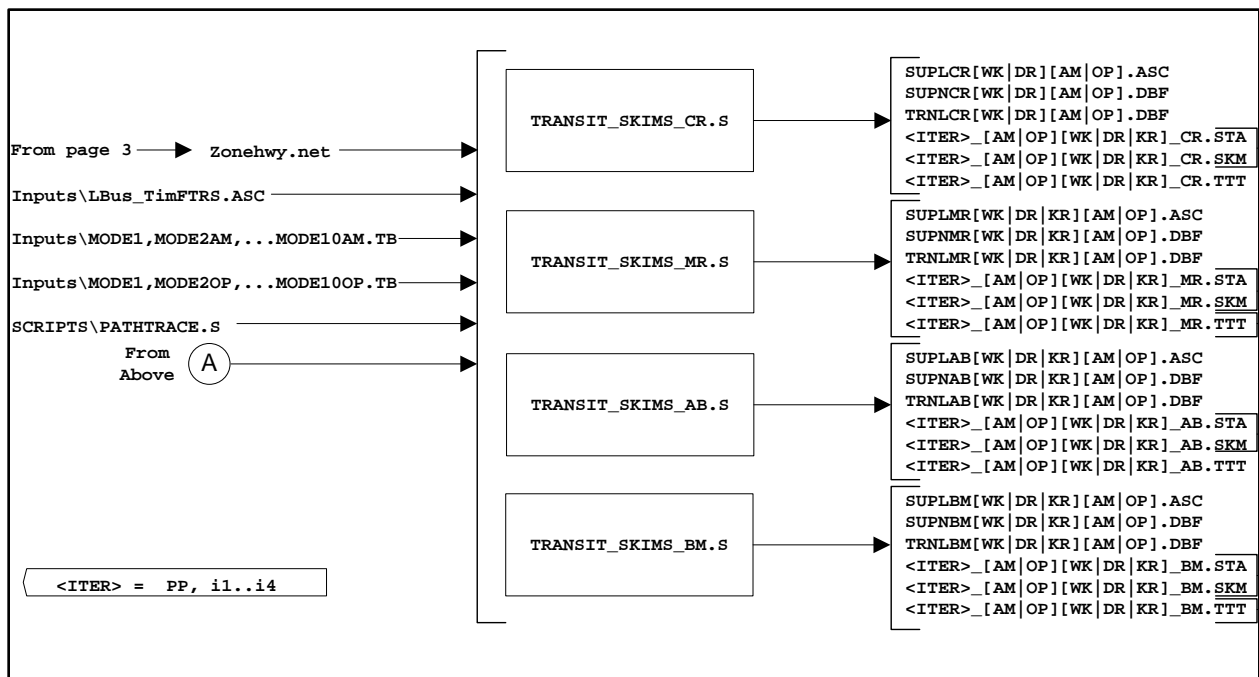 From page 3
Zonehwy.net
Inputs\LBus_TimFTRS.ASC
Inputs\MODE1,MODE2AM,...MODE10AM.TB
Inputs\MODE1,MODE2OP,...MODE10OP.TB
SCRIPTS\PATHTRACE.S
From
Above
A
<ITER> = PP, i1..i4
TRANSIT_SKIMS_CR.S
SUPLCR[WK|DR][AM|OP].ASC
SUPNCR[WK|DR][AM|OP].DBF
TRNLCR[WK|DR][AM|OP].DBF
<ITER>_[AM|OP][WK|DR|KR]_CR.STA
<ITER>_[AM|OP][WK|DR|KR]_CR.SKM
<ITER>_[AM|OP][WK|DR|KR]_CR.TTT
TRANSIT_SKIMS_MR.S
SUPLMR[WK|DR|KR][AM|OP].ASC
SUPNMR[WK|DR|KR][AM|OP].DBF
TRNLMR[WK|DR|KR][AM|OP].DBF
<ITER>_[AM|OP][WK|DR|KR]_MR.STA
<ITER>_[AM|OP][WK|DR|KR]_MR.SKM
<ITER>_[AM|OP][WK|DR|KR]_MR.TTT
TRANSIT_SKIMS_AB.S
SUPLAB[WK|DR|KR][AM|OP].ASC
SUPNAB[WK|DR|KR][AM|OP].DBF
TRNLAB[WK|DR|KR][AM|OP].DBF
<ITER>_[AM|OP][WK|DR|KR]_AB.STA
<ITER>_[AM|OP][WK|DR|KR]_AB.SKM
<ITER>_[AM|OP][WK|DR|KR]_AB.TTT
TRANSIT_SKIMS_BM.S
SUPLBM[WK|DR|KR][AM|OP].ASC
SUPNBM[WK|DR|KR][AM|OP].DBF
TRNLBM[WK|DR|KR][AM|OP].DBF
<ITER>_[AM|OP][WK|DR|KR]_BM.STA
<ITER>_[AM|OP][WK|DR|KR]_BM.SKM
<ITER>_[AM|OP][WK|DR|KR]_BM.TTT